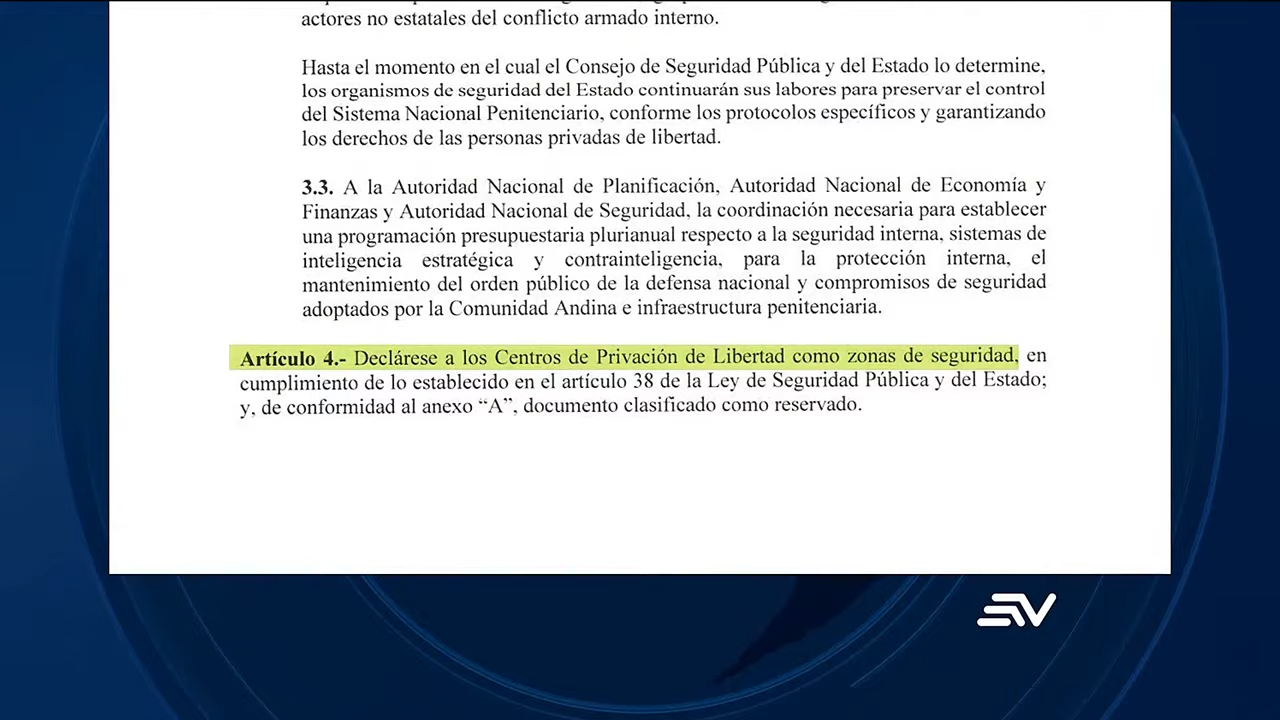 actores no estatales del conflicto armado interno.
Hasta el momento en el cual el Consejo de Seguridad Pública y del Estado lo determine,
los organismos de seguridad del Estado continuarán sus labores para preservar el control
del Sistema Nacional Penitenciario, conforme los protocolos específicos y garantizando
los derechos de las personas privadas de libertad.
3.3. A la Autoridad Nacional de Planificación, Autoridad Nacional de Economía y
Finanzas y Autoridad Nacional de Seguridad, la coordinación necesaria para establecer
una programación presupuestaria plurianual respecto a la seguridad interna, sistemas de
inteligencia estratégica y contrainteligencia, para la protección interna, el
mantenimiento del orden público de la defensa nacional y compromisos de seguridad
adoptados por la Comunidad Andina e infraestructura penitenciaria.
Artículo 4.- Declárese a los Centros de Privación de Libertad como zonas de seguridad, en
cumplimiento de lo establecido en el artículo 38 de la Ley de Seguridad Pública y del Estado;
y, de conformidad al anexo “A”, documento clasificado como reservado.